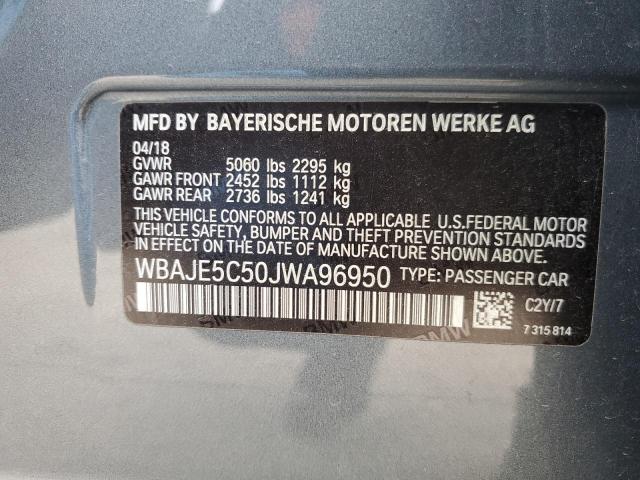 MFD BY BAYERISCHE MOTOREN WERKE AG
04/18
GVWR 5060 lbs 2295 kg
GAWR FRONT 2452 lbs 1112 kg
GAWR REAR 2736 lbs 1241 kg
THIS VEHICLE CONFORMS TO ALL APPLICABLE U.S.FEDERAL MOTOR
VEHICLE SAFETY, BUMPER AND THEFT PREVENTION STANDARDS
IN EFFECT ON THE DATE OF MANUFACTURE SHOWN ABOVE.
WBAJE5C50JWA96950 TYPE:PASSENGER CAR
C2Y/7
7 315 814
BMW